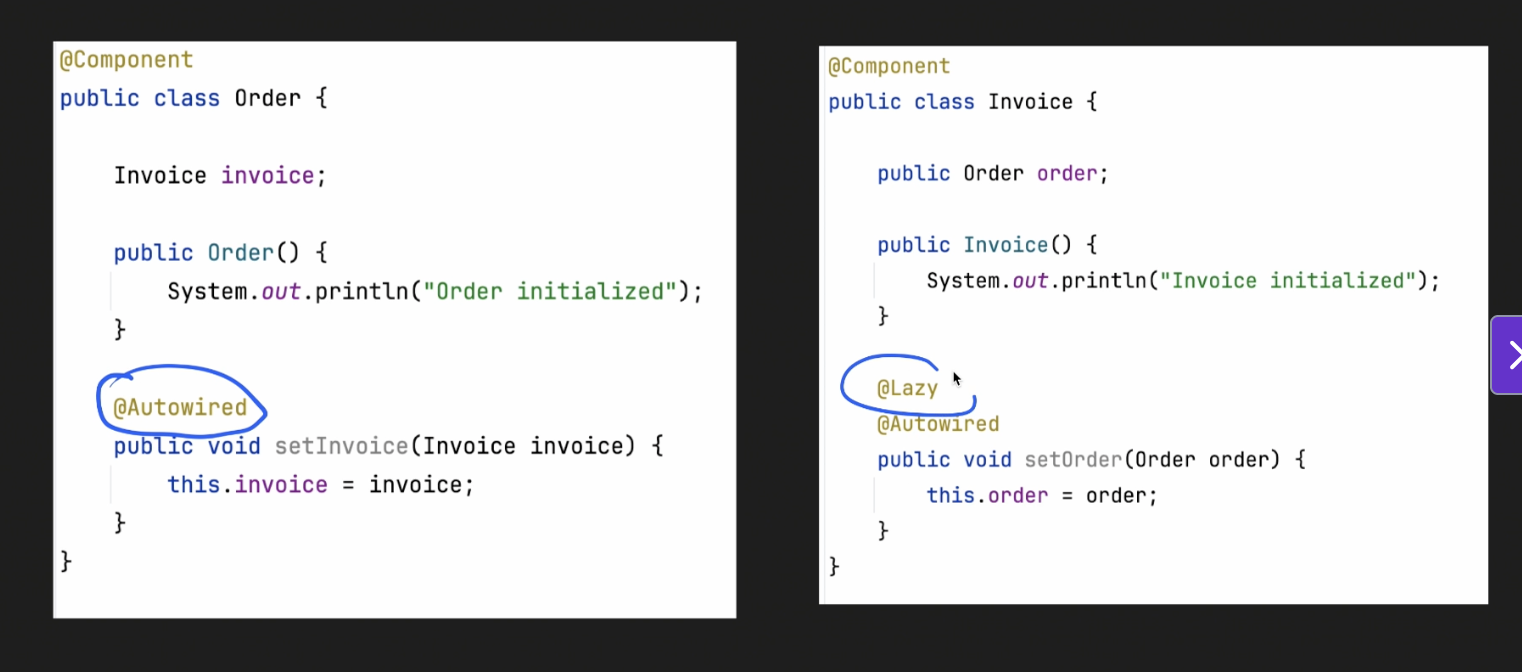 @Component
public class Order {
Invoice invoice;
public Order() {
System.out.println("Order initialized");
}
@Autowired
public void setInvoice(Invoice invoice) {
this.invoice = invoice;
}
}
@Component
public class Invoice {
public Order order;
public Invoice() {
System.out.println("Invoice initialized");
}
@Lazy
@Autowired
public void setOrder(Order order) {
this.order = order;
}
}